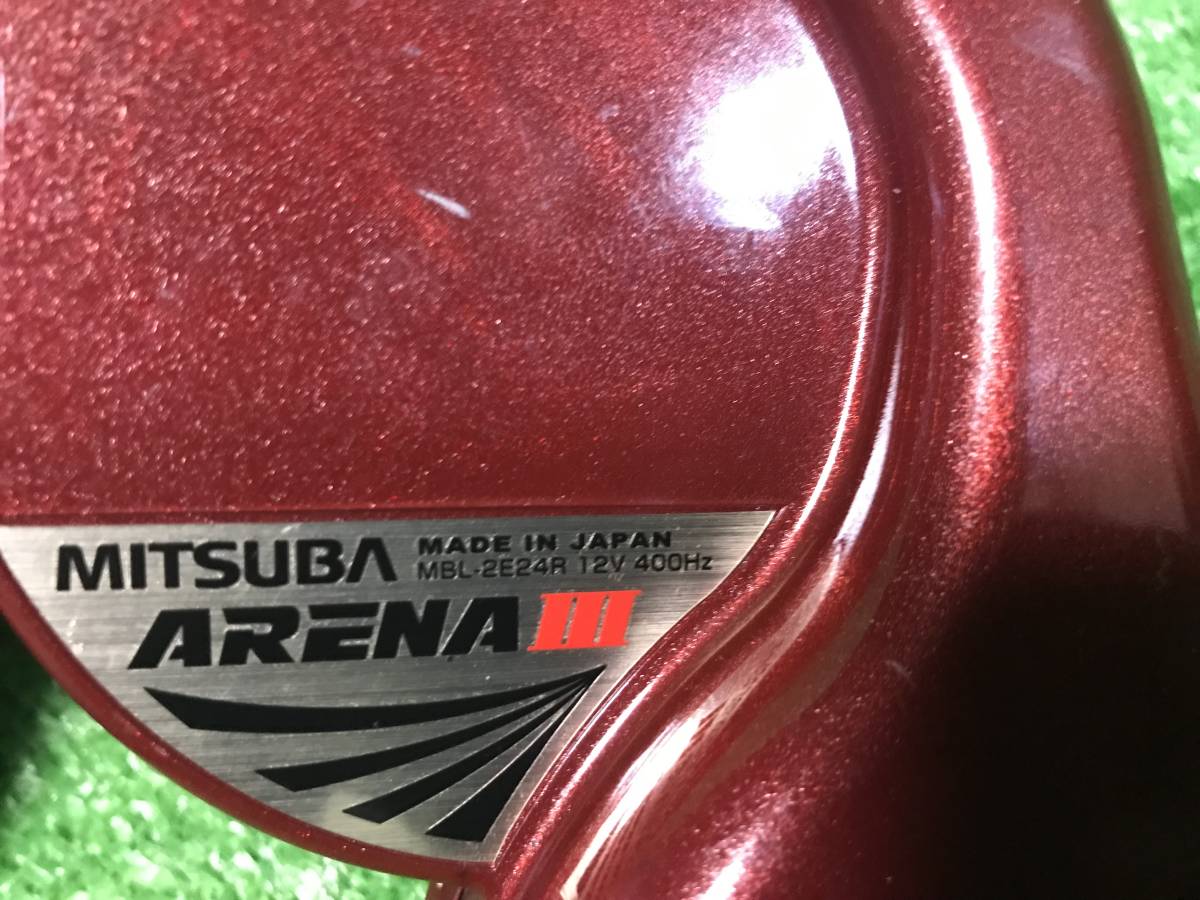 MITSUBA MADE IN JAPAN
MBL-2E24R 12V 400Hz
ARENA III